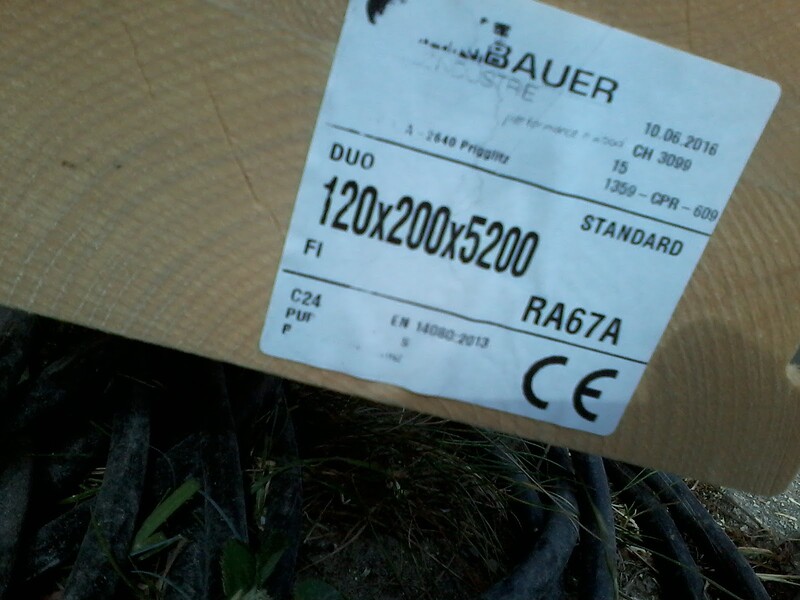 BAUER
10.06.2016
A - 2640 Prigglitz
CH 3099
15
1359-CPR-609
DUO
120x200x5200
STANDARD
FI
RA67A
C24
PUR
EN 14080:2013
CE